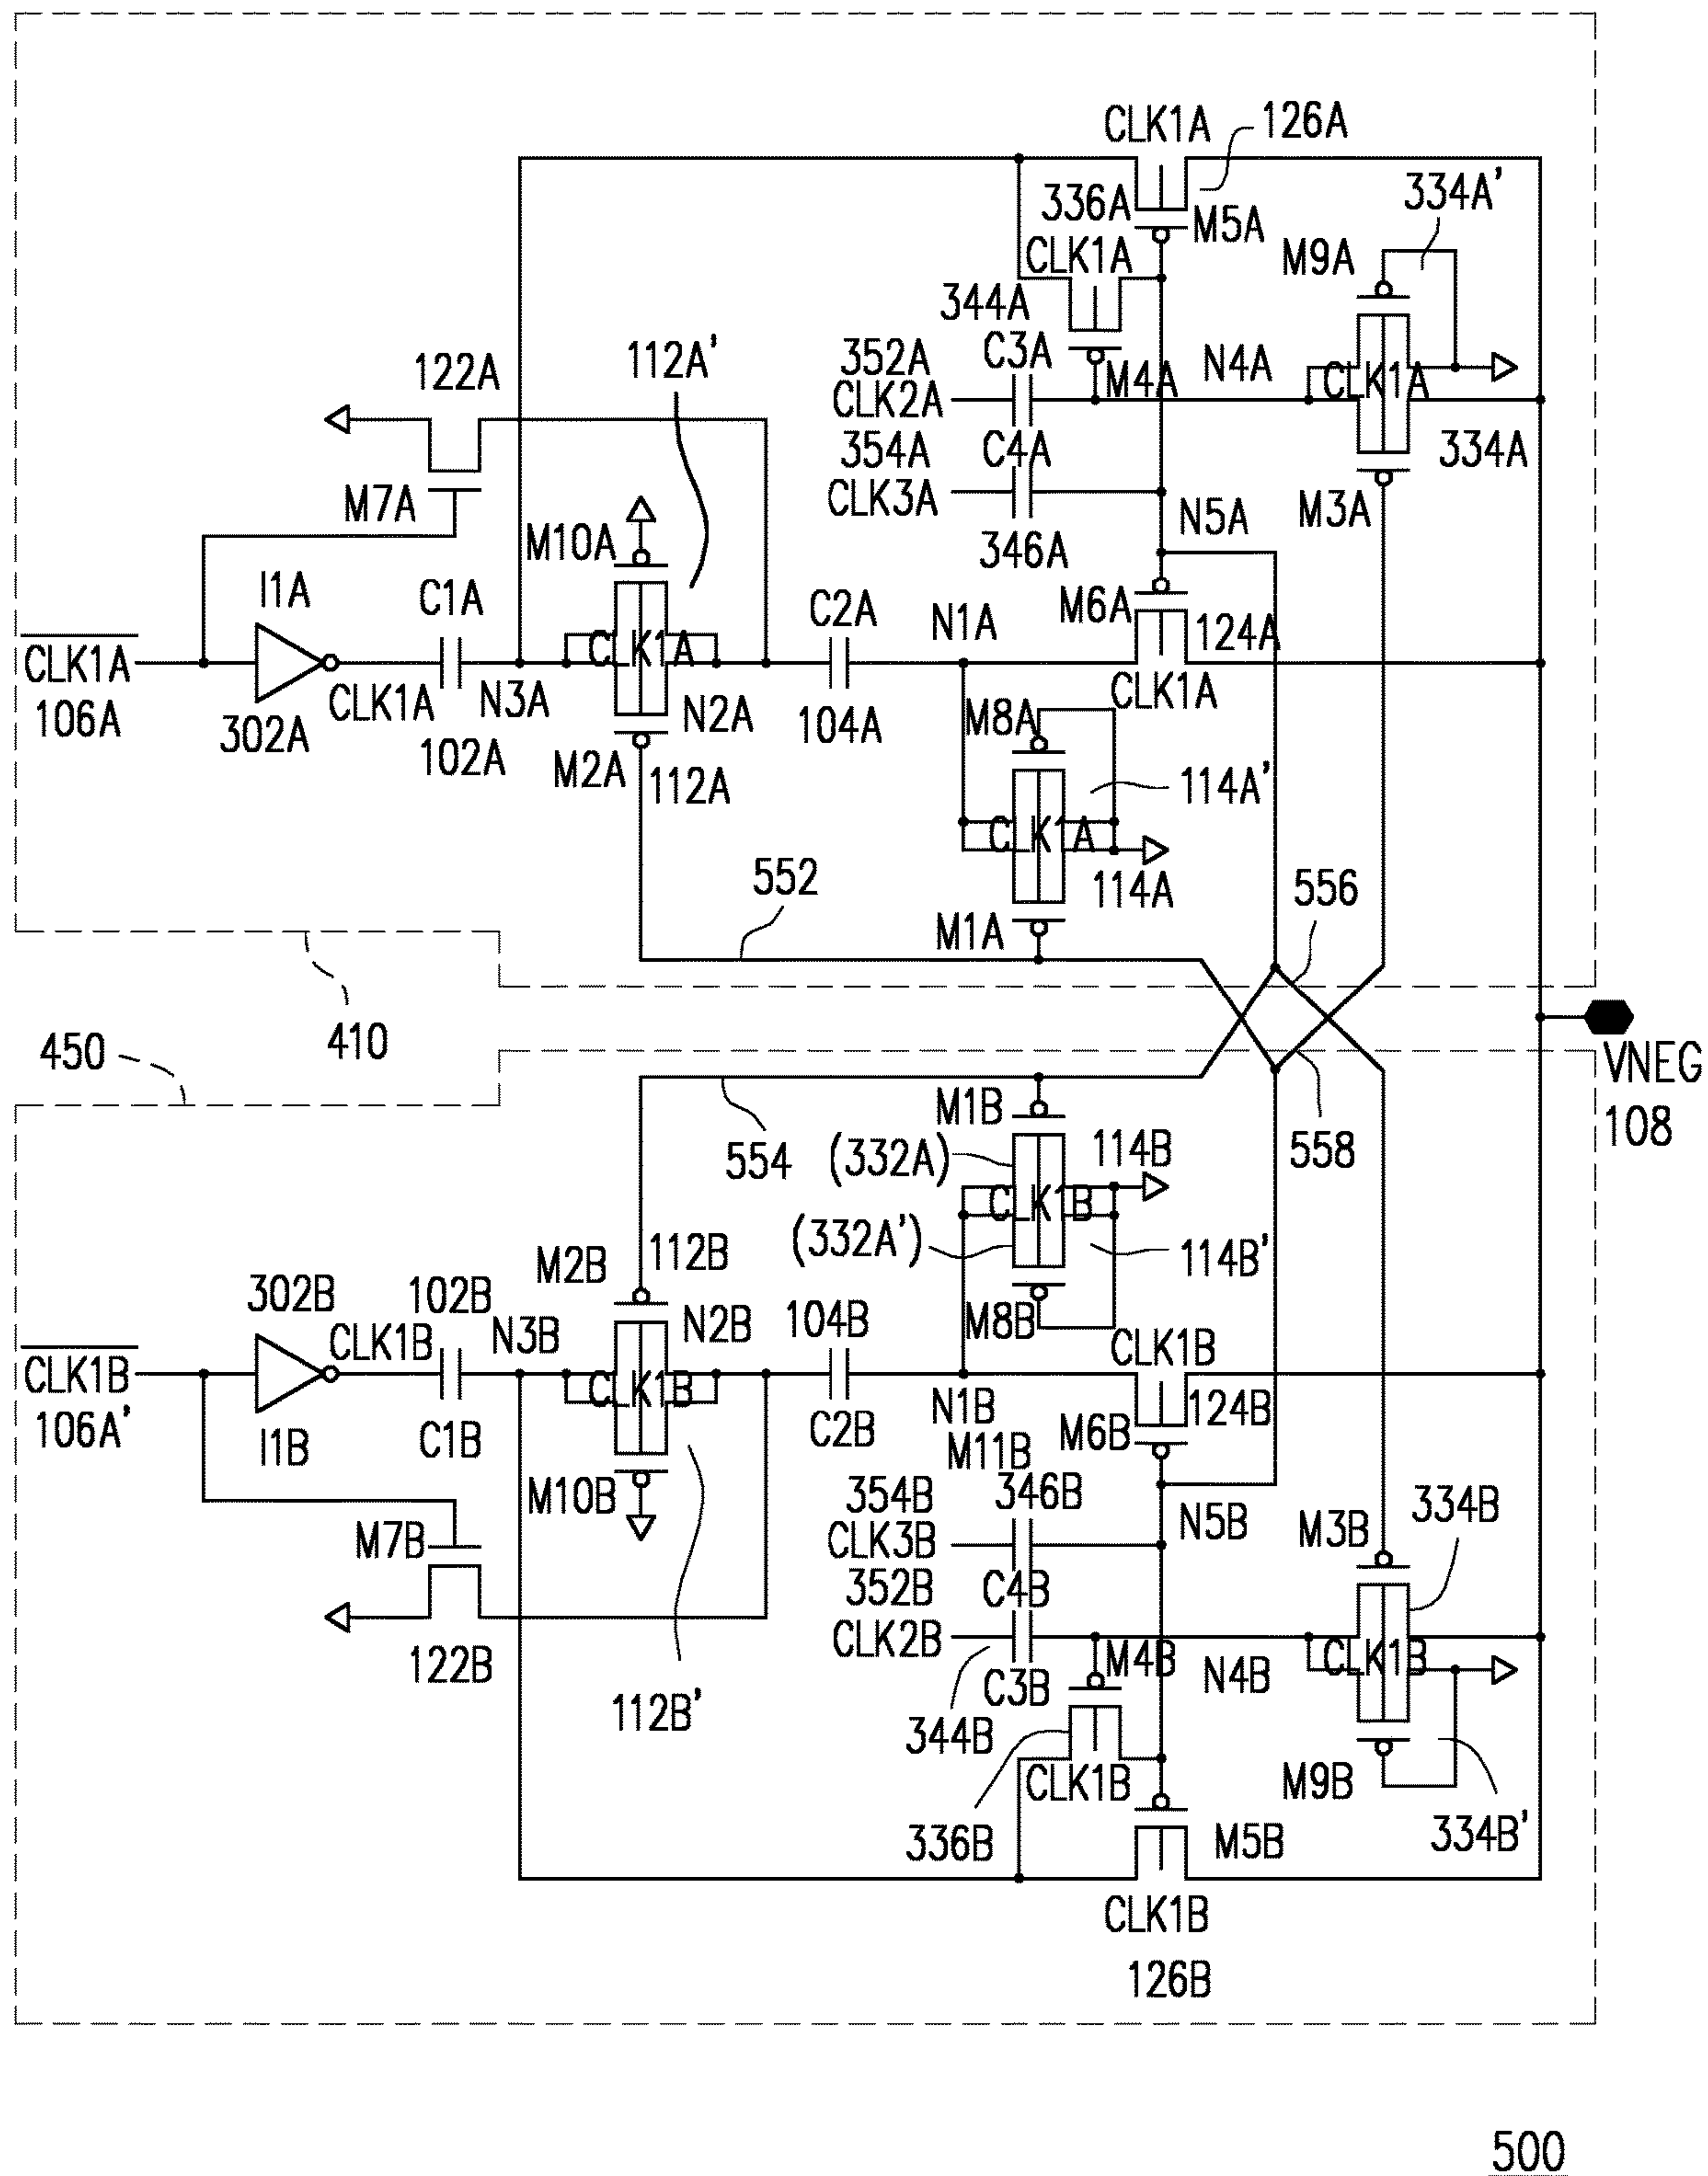 CLK1A
126A
336A
334A'
M5A
M9A
CLK1A
344A
122A
112A'
352A
C3A
N4A
CLK2A
M4A
CLK1A
354A
C4A
334A
CLK3A
M7A
M10A
346A
N5A
M3A
I1A
C1A
C2A
N1A
M6A
124A
CLK1A
CLK1A
106A
302A
CLK1A
N3A
102A
M2A
N2A
112A
104A
CLK1A
M8A
114A'
CLK1A
114A
552
M1A
556
410
450
VNEG
108
M1B
554
(332A)
114B
558
CLK1B
(332A')
114B'
M2B
112B
M8B
302B
102B
N3B
N2B
104B
CLK1B
CLK1B
CLK1B
106A'
CLK1B
I1B
C1B
C2B
N1B
M11B
M6B
124B
M10B
354B
346B
334B
M7B
CLK3B
N5B
M3B
352B
C4B
CLK2B
M4B
CLK1B
122B
112B'
C3B
N4B
344B
CLK1B
M9B
336B
M5B
334B'
CLK1B
126B
500